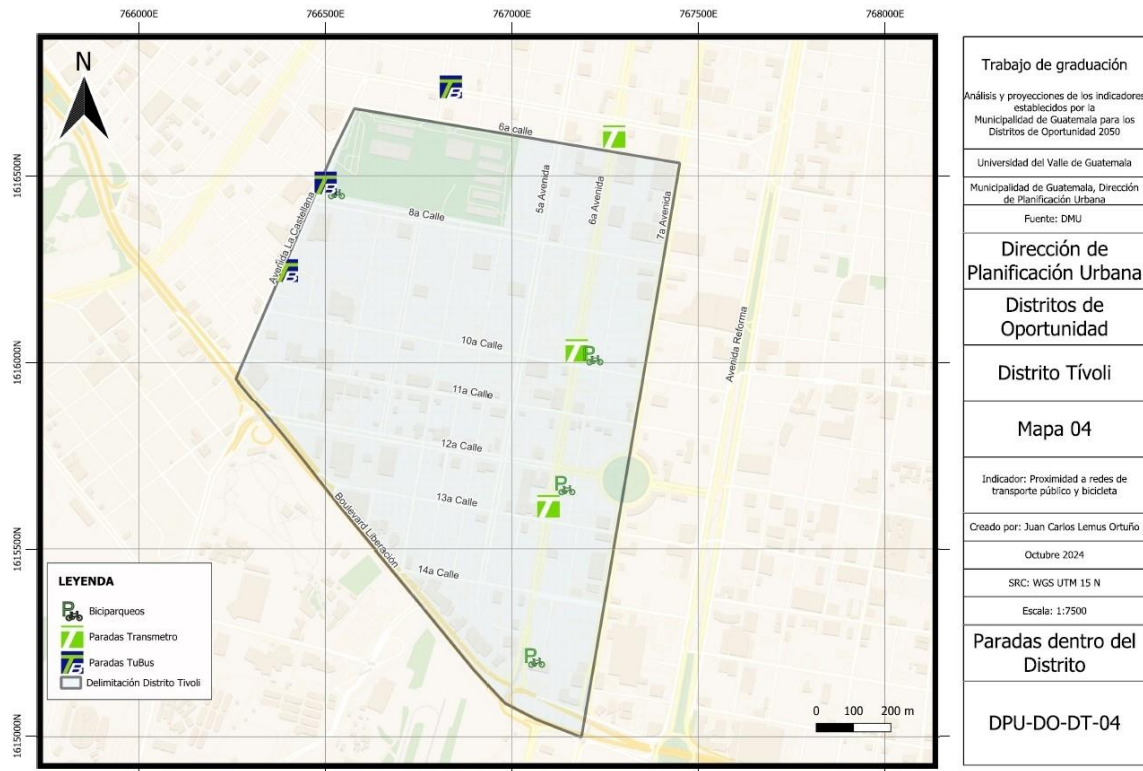 766000E
766500E
767000E
767500E
768000E
1616500N
1616000N
1615500N
1615000N
N
6a calle
5a Avenida
6a Avenida
7a Avenida
Avenida La Castellana
8a Calle
10a Calle
11a Calle
12a Calle
13a Calle
14a Calle
Avenida Reforma
Boulevard Liberación
LEYENDA
Biciparqueos
Paradas Transmetro
Paradas TuBus
Delimitación Distrito Tivoli
0 100 200 m
Trabajo de graduación
Análisis y proyecciones de los indicadores
establecidos por la
Municipalidad de Guatemala para los
Distritos de Oportunidad 2050
Universidad del Valle de Guatemala
Municipalidad de Guatemala, Dirección
de Planificación Urbana
Fuente: DMU
Dirección de
Planificación Urbana
Distritos de
Oportunidad
Distrito Tívoli
Mapa 04
Indicador: Proximidad a redes de
transporte público y bicicleta
Creado por: Juan Carlos Lemus Ortuño
Octubre 2024
SRC: WGS UTM 15 N
Escala: 1:7500
Paradas dentro del
Distrito
DPU-DO-DT-04